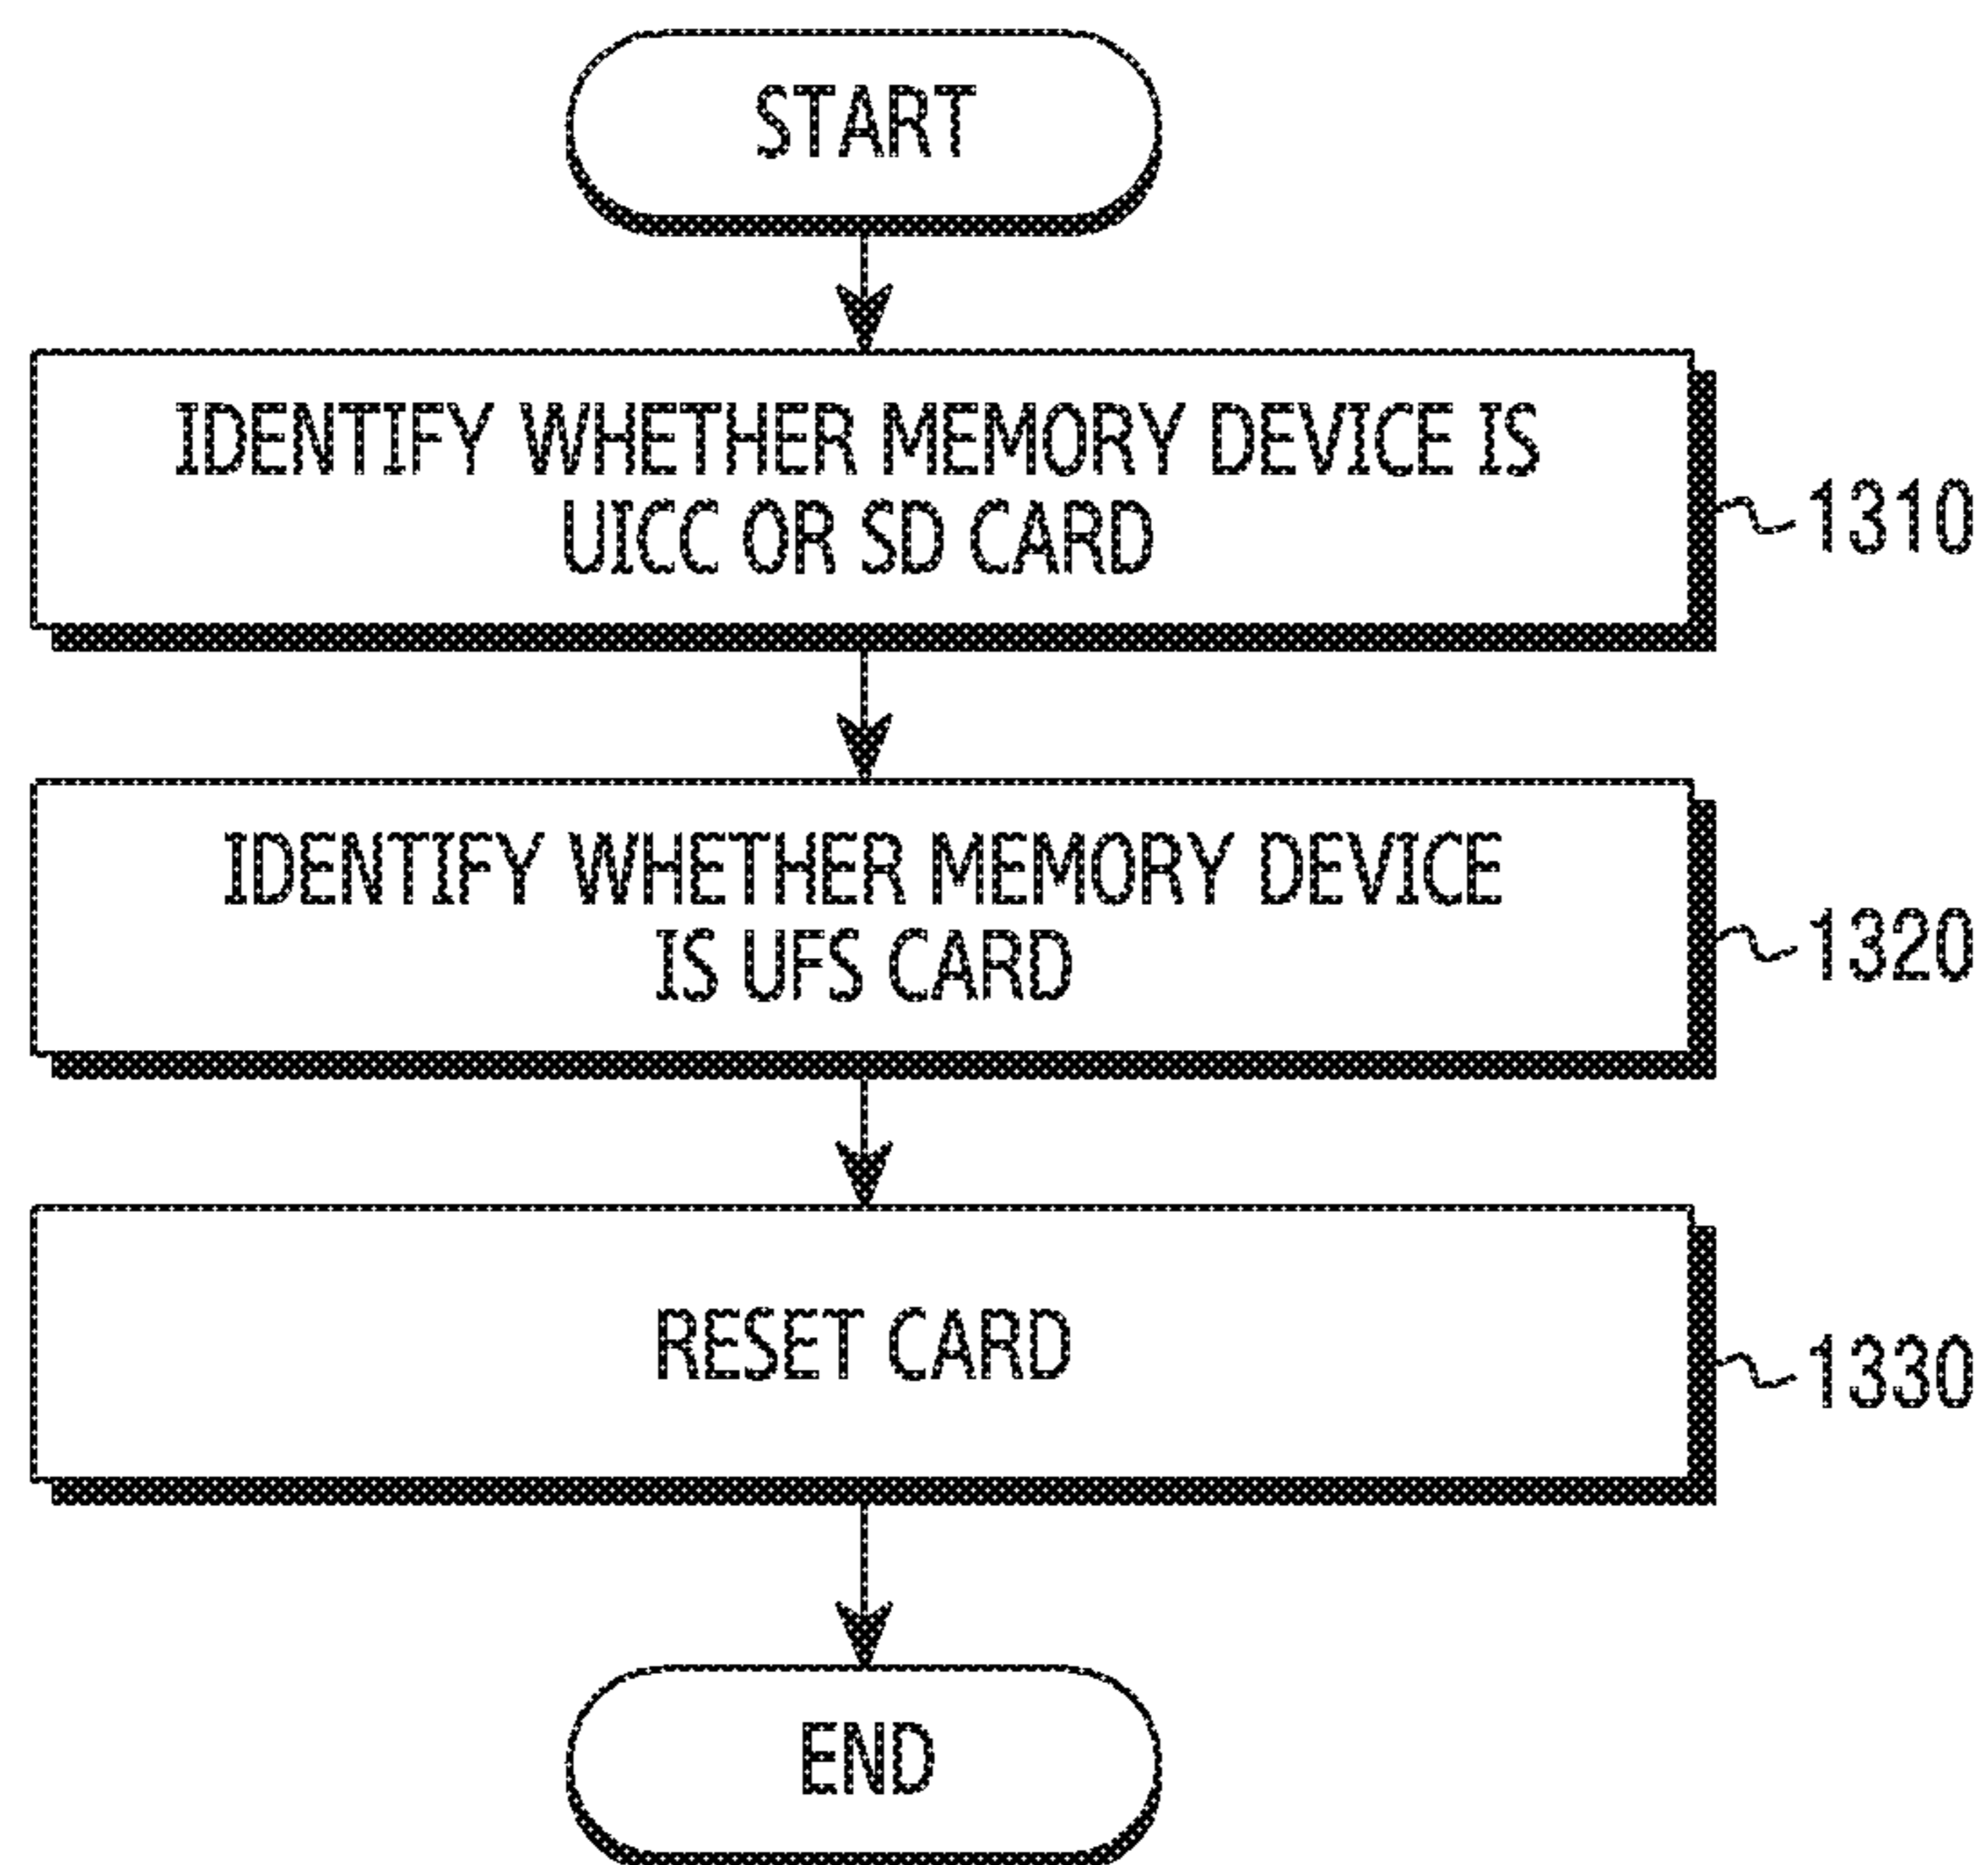 START
IDENTIFY WHETHER MEMORY DEVICE IS
UICC OR SD CARD
1310
IDENTIFY WHETHER MEMORY DEVICE
IS UFS CARD
1320
RESET CARD
1330
END